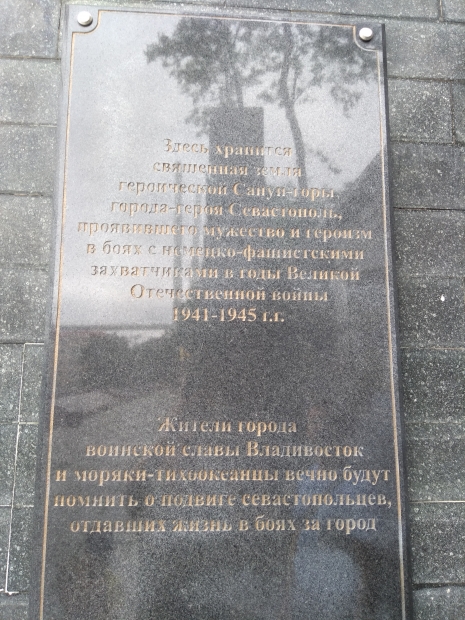 Здесь хранится
священная земля
героической Сапун-горы
города-героя Севастополь,
проявившего мужество и героизм
в боях с немецко-фашистскими
захватчиками в годы Великой
Отечественной войны
1941-1945 г.г.
Жители города
воинской славы Владивосток
и моряки-тихоокеанцы вечно будут
помнить о подвиге севастопольцев,
отдавших жизнь в боях за город